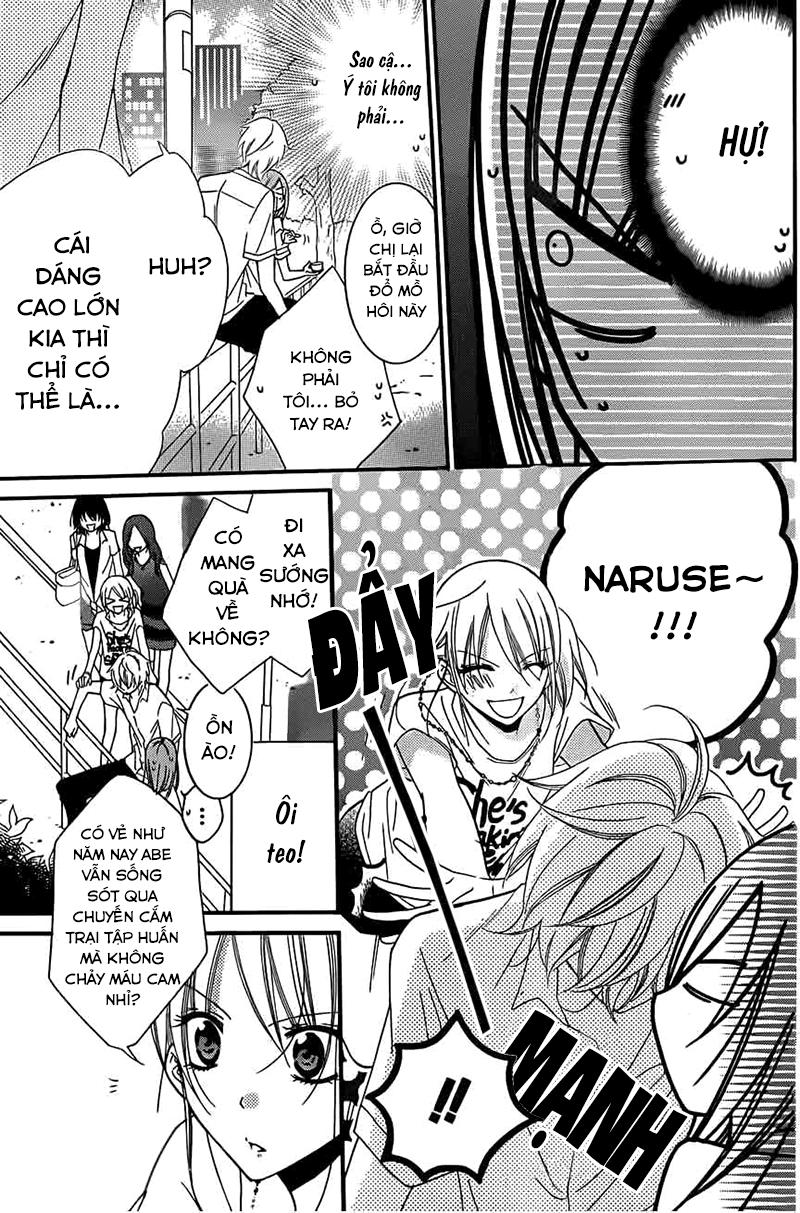 HỰ!
Sao cậ...
Ý tôi không
phải...
Ồ, GIỜ
CHỊ LẠI
BẮT ĐẦU
ĐỔ MỒ
HÔI NÀY
KHÔNG
PHẢI
TÔI... BỎ
TAY RA!
HUH?
CÁI
DÁNG
CAO LỚN
KIA THÌ
CHỈ CÓ
THỂ LÀ...
NARUSE~
!!!
ĐẨY
MẠNH
She's
!!
ĐI
XA
SƯỚNG
NHỚ!
CÓ
MANG
QUÀ
VỀ
KHÔNG?
ỒN
ÀO!
Ôi
teo!
CÓ VẺ NHƯ
NĂM NAY ABE
VẪN SỐNG
SÓT QUA
CHUYẾN CẮM
TRẠI TẬP HUẤN
MÀ KHÔNG
CHẢY MÁU CAM
NHỈ?